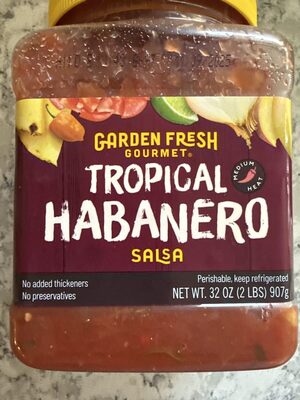 GARDEN FRESH
GOURMET®
TROPICAL
MEDIUM
HEAT
HABANERO
SALSA
No added thickeners
No preservatives
Perishable, keep refrigerated
NET WT. 32 OZ (2 LBS) 907g